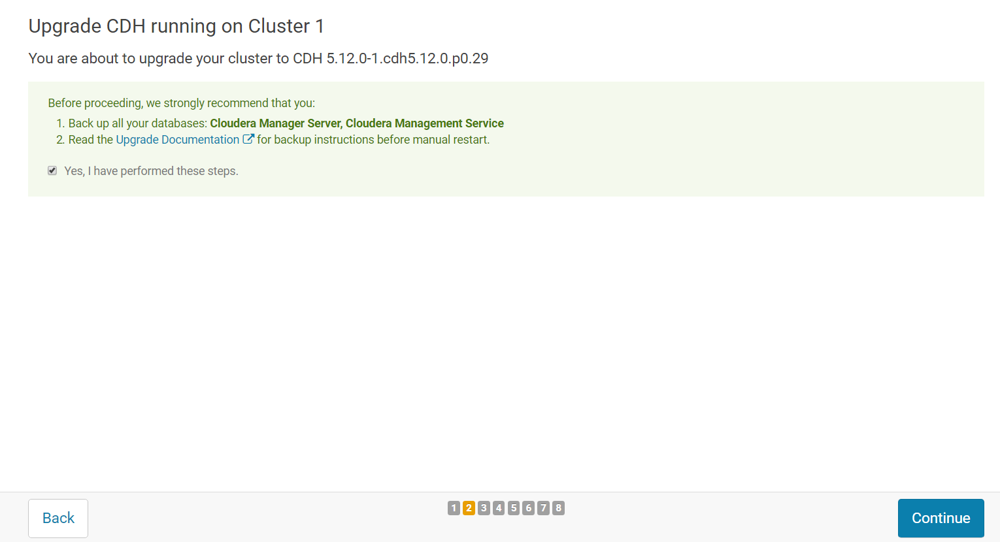 Upgrade CDH running on Cluster 1
You are about to upgrade your cluster to CDH 5.12.0-1.cdh5.12.0.p0.29
Before proceeding, we strongly recommend that you:
1. Back up all your databases: Cloudera Manager Server, Cloudera Management Service
2. Read the Upgrade Documentation for backup instructions before manual restart.
Yes, I have performed these steps.
Back
1 2 3 4 5 6 7 8
Continue